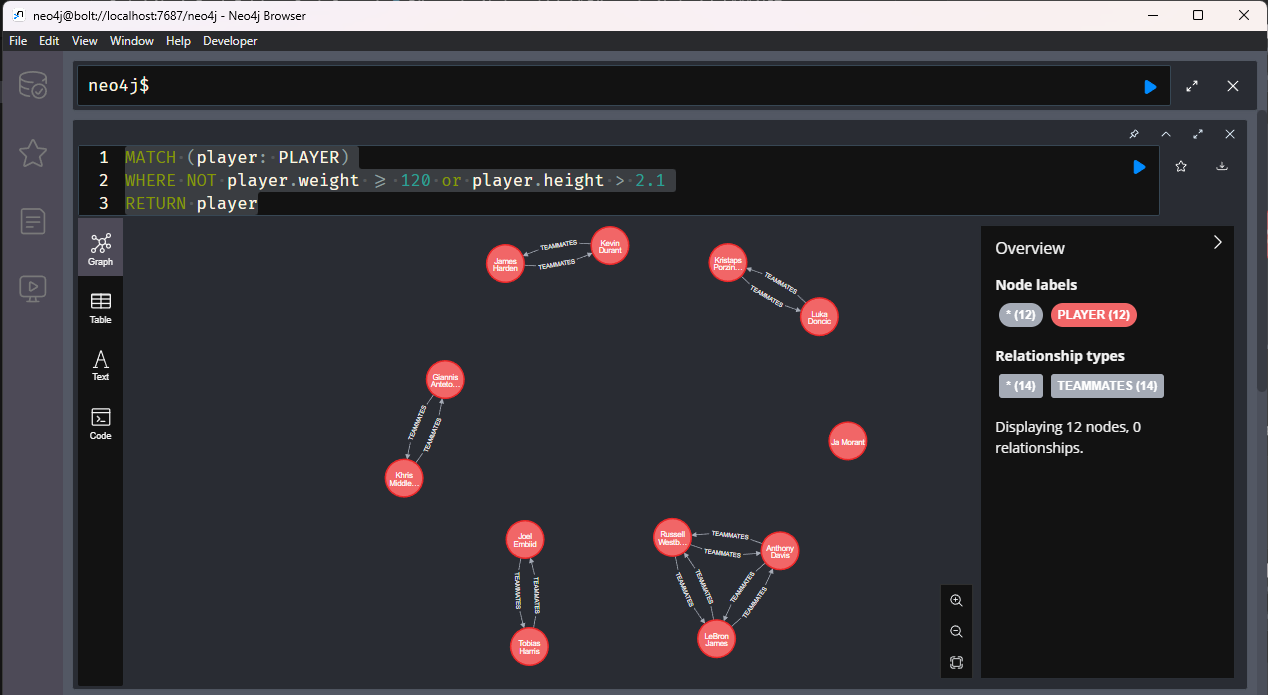 neo4j@bolt://localhost:7687/neo4j - Neo4j Browser
File Edit View Window Help Developer
neo4j$
1 MATCH (player: PLAYER)
2 WHERE NOT player.weight ≥ 120 or player.height > 2.1
3 RETURN player
Graph
Table
Text
Code
James
Harden
TEAMMATES
TEAMMATES
Kevin
Durant
Kristaps
Porzin...
TEAMMATES
TEAMMATES
Luka
Doncic
Giannis
Anteto...
TEAMMATES
TEAMMATES
Khris
Middle...
Ja Morant
Joel
Embiid
TEAMMATES
TEAMMATES
Tobias
Harris
Russell
Westb...
TEAMMATES
TEAMMATES
Anthony
Davis
TEAMMATES
TEAMMATES
TEAMMATES
TEAMMATES
LeBron
James
Overview
Node labels
* (12) PLAYER (12)
Relationship types
* (14) TEAMMATES (14)
Displaying 12 nodes, 0
relationships.